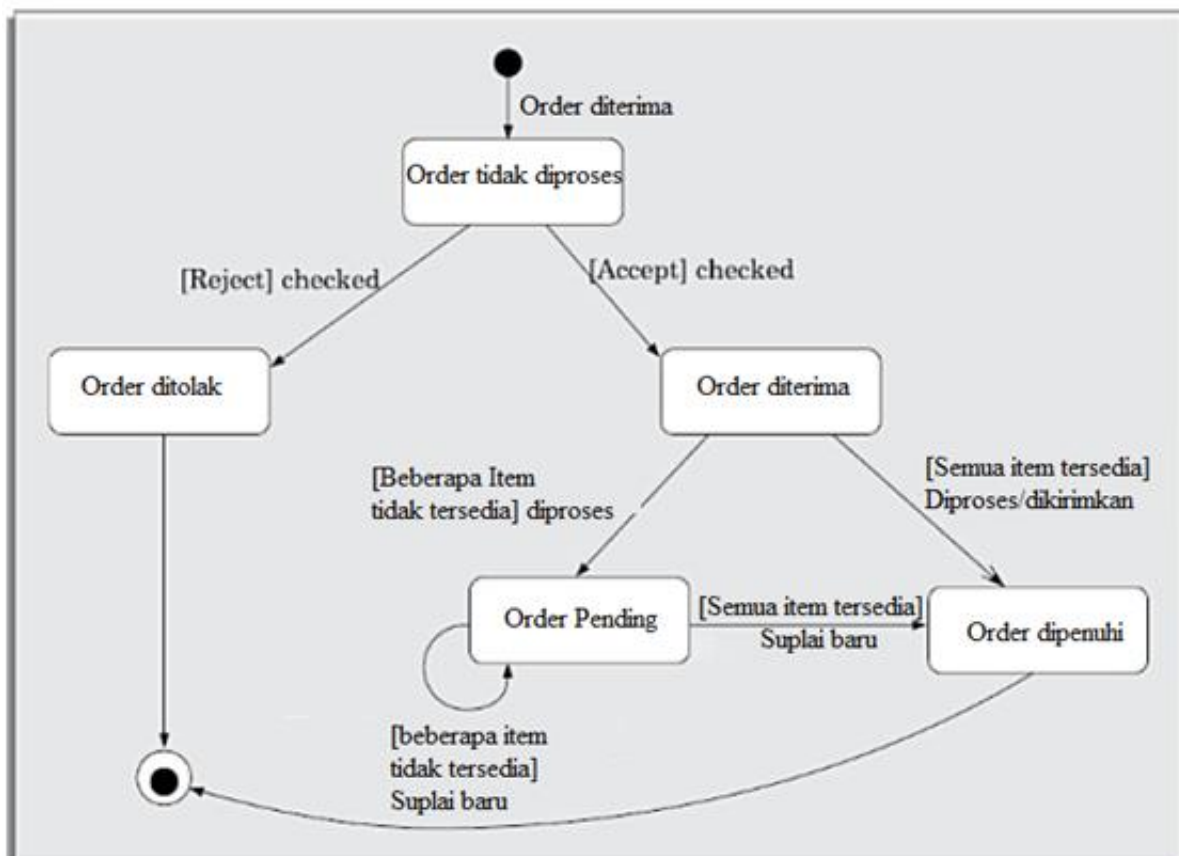 Order diterima
Order tidak diproses
[Reject] checked
[Accept] checked
Order ditolak
Order diterima
[Beberapa Item
tidak tersedia] diproses
[Semua item tersedia]
Diproses/dikirimkan
Order Pending
[Semua item tersedia]
Suplai baru
Order dipenuhi
[beberapa item
tidak tersedia]
Suplai baru